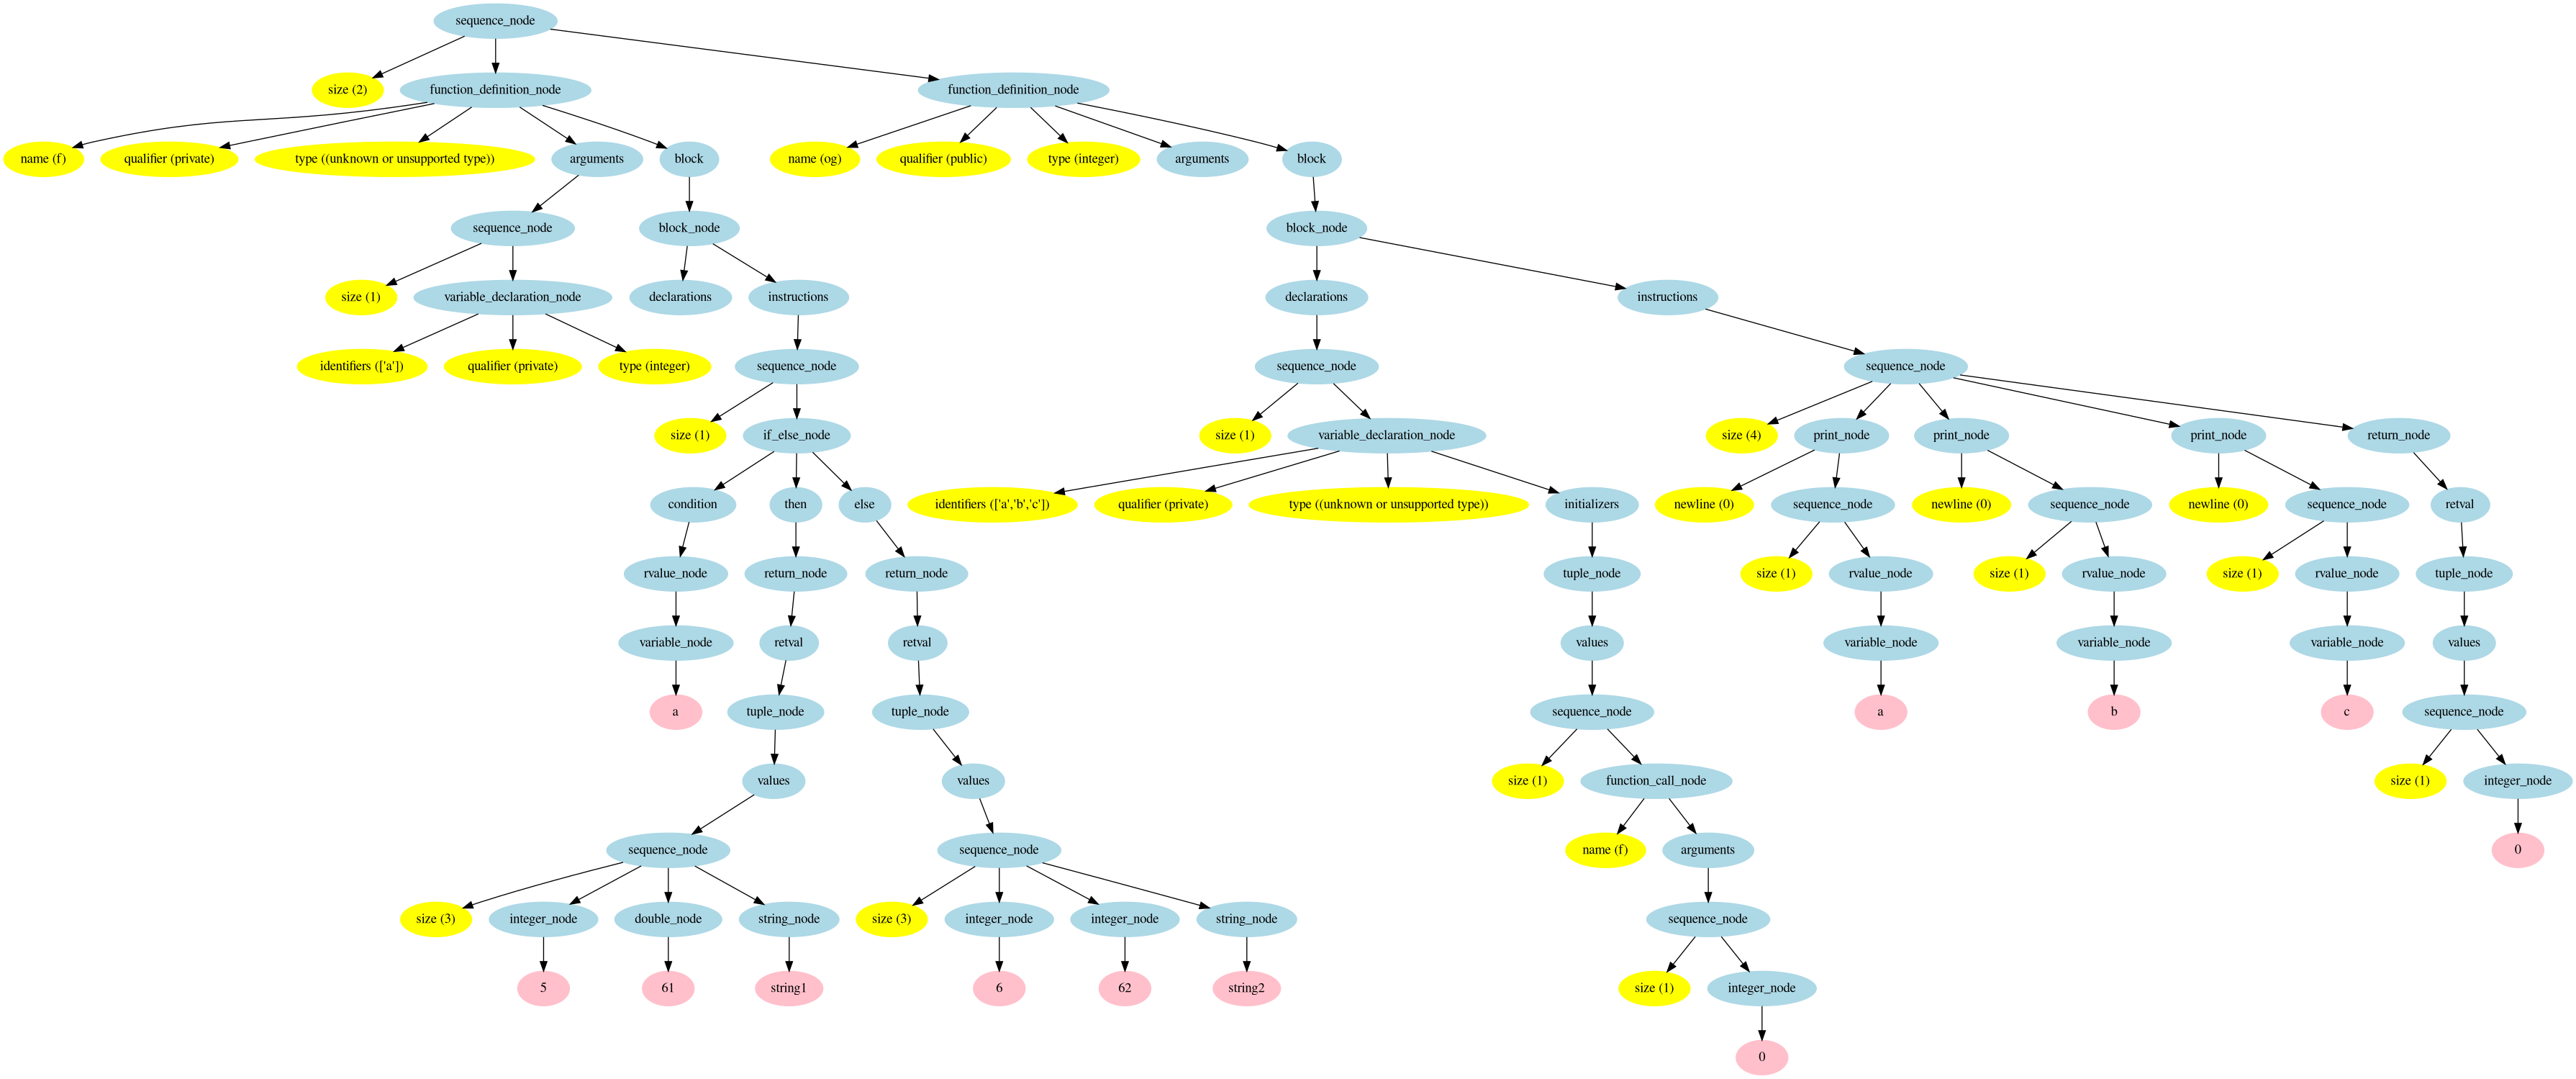 sequence_node
size (2)
function_definition_node
function_definition_node
name (f)
qualifier (private)
type ((unknown or unsupported type))
arguments
block
name (og)
qualifier (public)
type (integer)
arguments
block
sequence_node
block_node
block_node
size (1)
variable_declaration_node
declarations
instructions
declarations
instructions
identifiers (['a'])
qualifier (private)
type (integer)
sequence_node
sequence_node
sequence_node
size (1)
if_else_node
size (1)
variable_declaration_node
size (4)
print_node
print_node
print_node
return_node
condition
then
else
identifiers (['a','b','c'])
qualifier (private)
type ((unknown or unsupported type))
initializers
newline (0)
sequence_node
newline (0)
sequence_node
newline (0)
sequence_node
retval
rvalue_node
return_node
return_node
tuple_node
size (1)
rvalue_node
size (1)
rvalue_node
size (1)
rvalue_node
tuple_node
variable_node
retval
retval
values
variable_node
variable_node
variable_node
values
a
tuple_node
tuple_node
sequence_node
a
b
c
sequence_node
values
values
size (1)
function_call_node
size (1)
integer_node
sequence_node
sequence_node
name (f)
arguments
0
size (3)
integer_node
double_node
string_node
size (3)
integer_node
integer_node
string_node
sequence_node
5
61
string1
6
62
string2
size (1)
integer_node
0